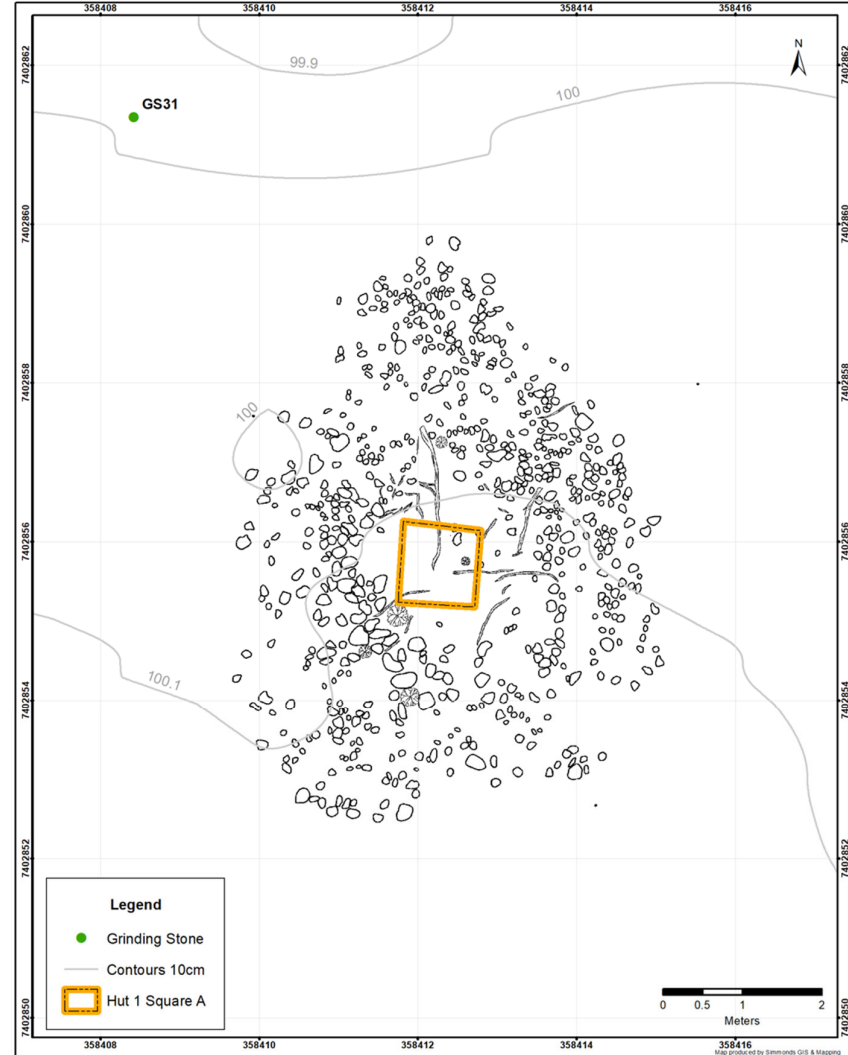 358408 358410 358412 358414 358416
7402862 7402862
N
99.9
100
GS31
7402860 7402860
7402858 7402858
100
7402856 7402856
100.1
7402854 7402854
7402852 7402852
Legend
Grinding Stone
Contours 10cm
Hut 1 Square A
0 0.5 1 2
Meters
7402850 7402850
358408 358410 358412 358414 358416
Map produced by Simmonds GIS & Mapping